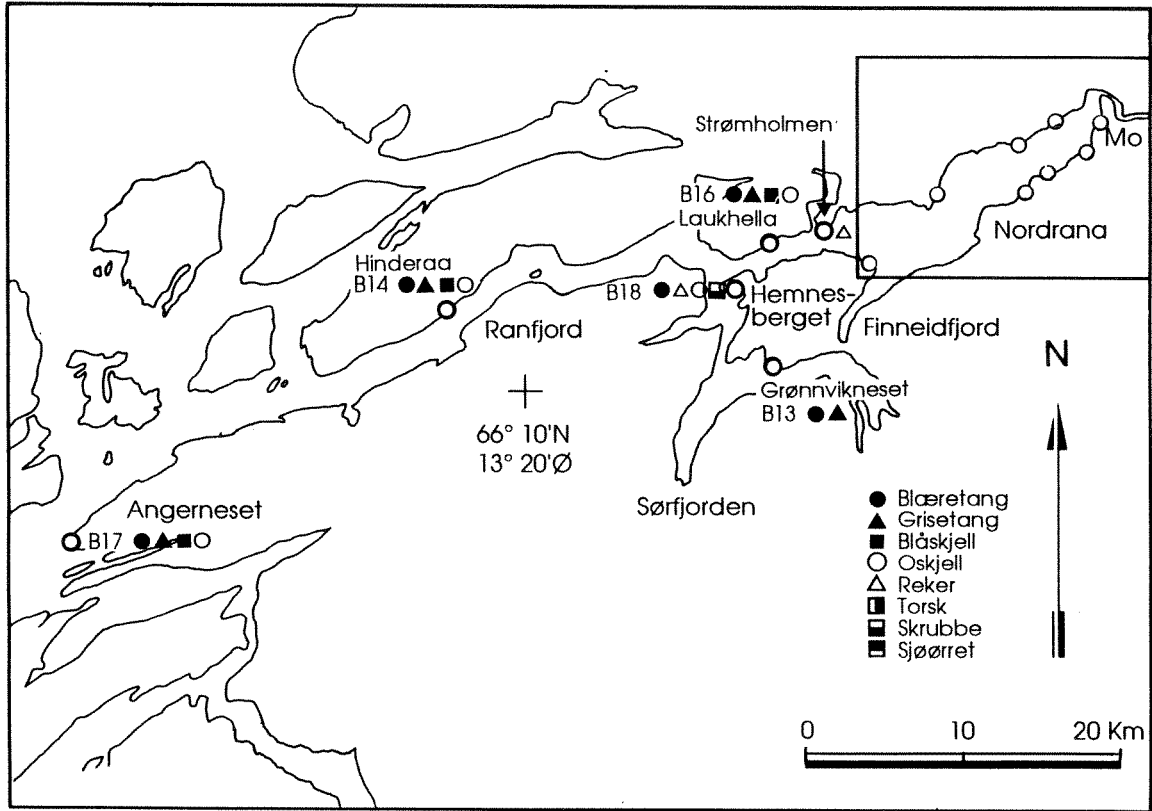 Strømholmen
Mo
B16
Laukhella
Nordrana
Hinderaa
B14
B18
Hemnes-
berget
Ranfjord
Finneidfjord
N
Grønnvikneset
B13
66° 10'N
13° 20'Ø
Sørfjorden
Angerneset
B17
Blæretang
Grisetang
Blåskjell
Oskjell
Reker
Torsk
Skrubbe
Sjøørret
0 10 20 Km